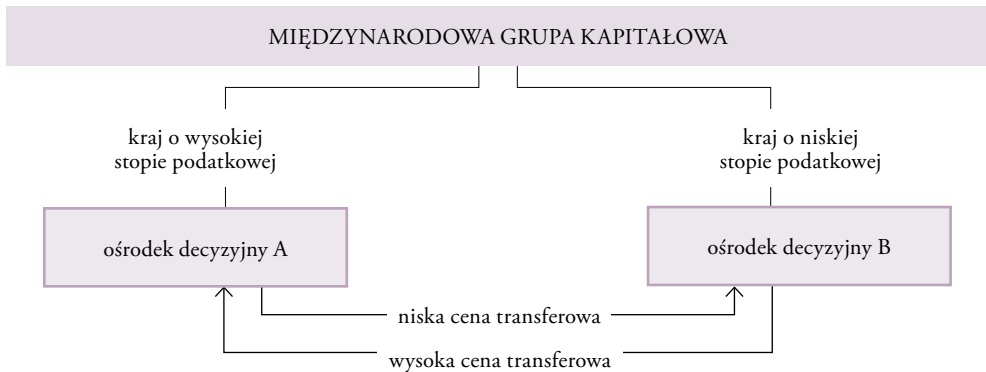 MIĘDZYNARODOWA GRUPA KAPITAŁOWA
kraj o wysokiej
stopie podatkowej
kraj o niskiej
stopie podatkowej
ośrodek decyzyjny A
ośrodek decyzyjny B
niska cena transferowa
wysoka cena transferowa